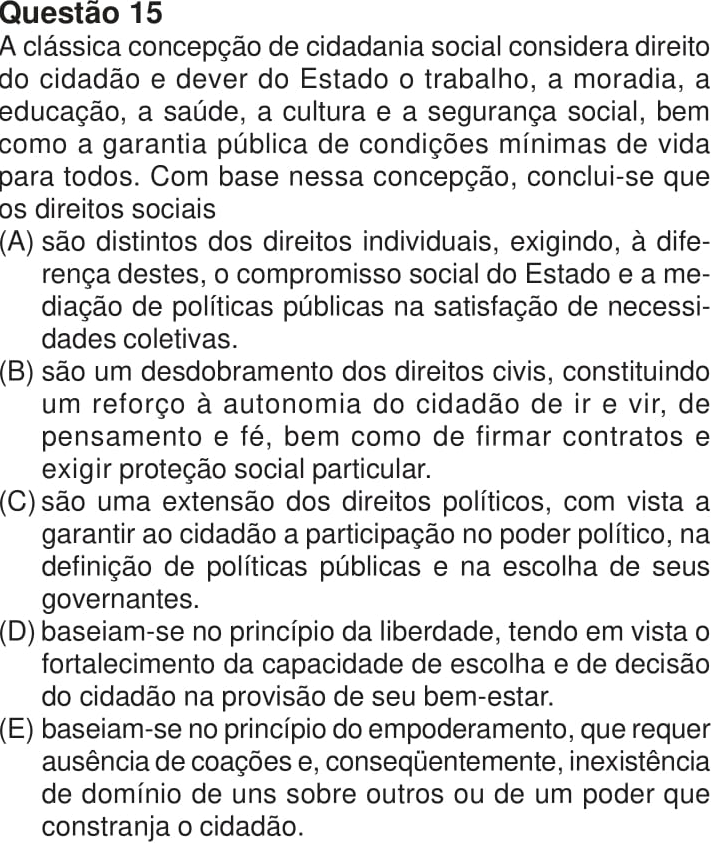 Questão 15
A clássica concepção de cidadania social considera direito
do cidadão e dever do Estado o trabalho, a moradia, a
educação, a saúde, a cultura e a segurança social, bem
como a garantia pública de condições mínimas de vida
para todos. Com base nessa concepção, conclui-se que
os direitos sociais
(A) são distintos dos direitos individuais, exigindo, à dife-
rença destes, o compromisso social do Estado e a me-
diação de políticas públicas na satisfação de necessi-
dades coletivas.
(B) são um desdobramento dos direitos civis, constituindo
um reforço à autonomia do cidadão de ir e vir, de
pensamento e fé, bem como de firmar contratos e
exigir proteção social particular.
(C) são uma extensão dos direitos políticos, com vista a
garantir ao cidadão a participação no poder político, na
definição de políticas públicas e na escolha de seus
governantes.
(D) baseiam-se no princípio da liberdade, tendo em vista o
fortalecimento da capacidade de escolha e de decisão
do cidadão na provisão de seu bem-estar.
(E) baseiam-se no princípio do empoderamento, que requer
ausência de coações e, conseqüentemente, inexistência
de domínio de uns sobre outros ou de um poder que
constranja o cidadão.